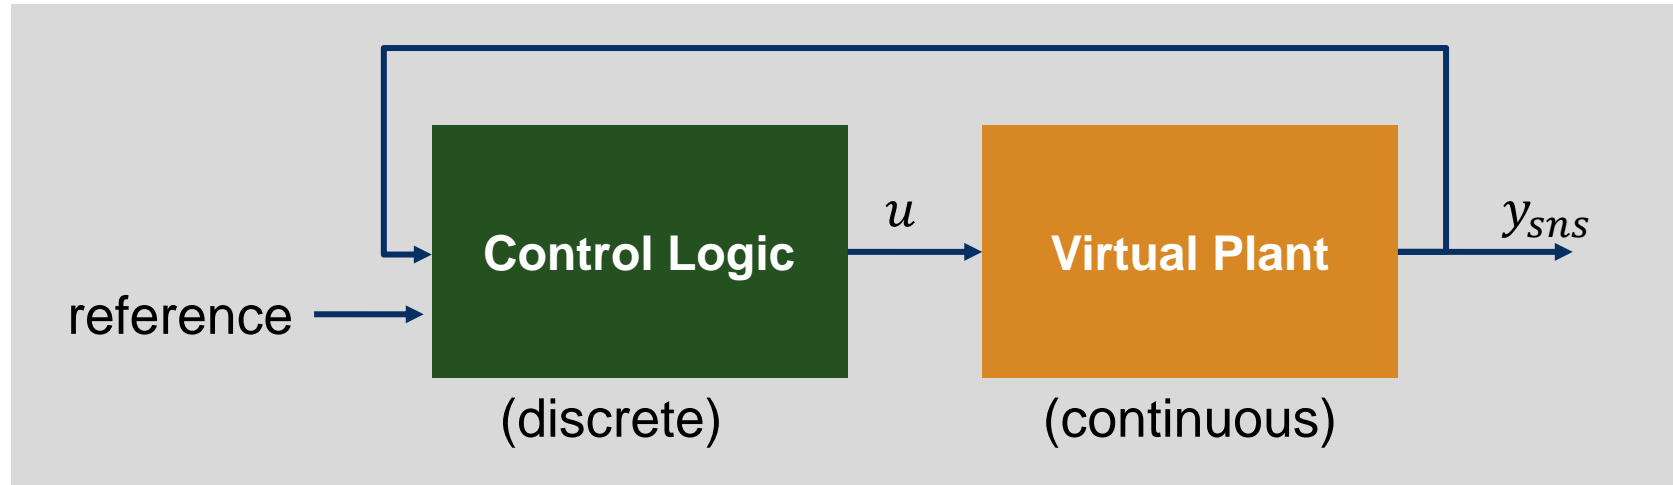 Control Logic
u
Virtual Plant
y_sns
reference
(discrete)
(continuous)